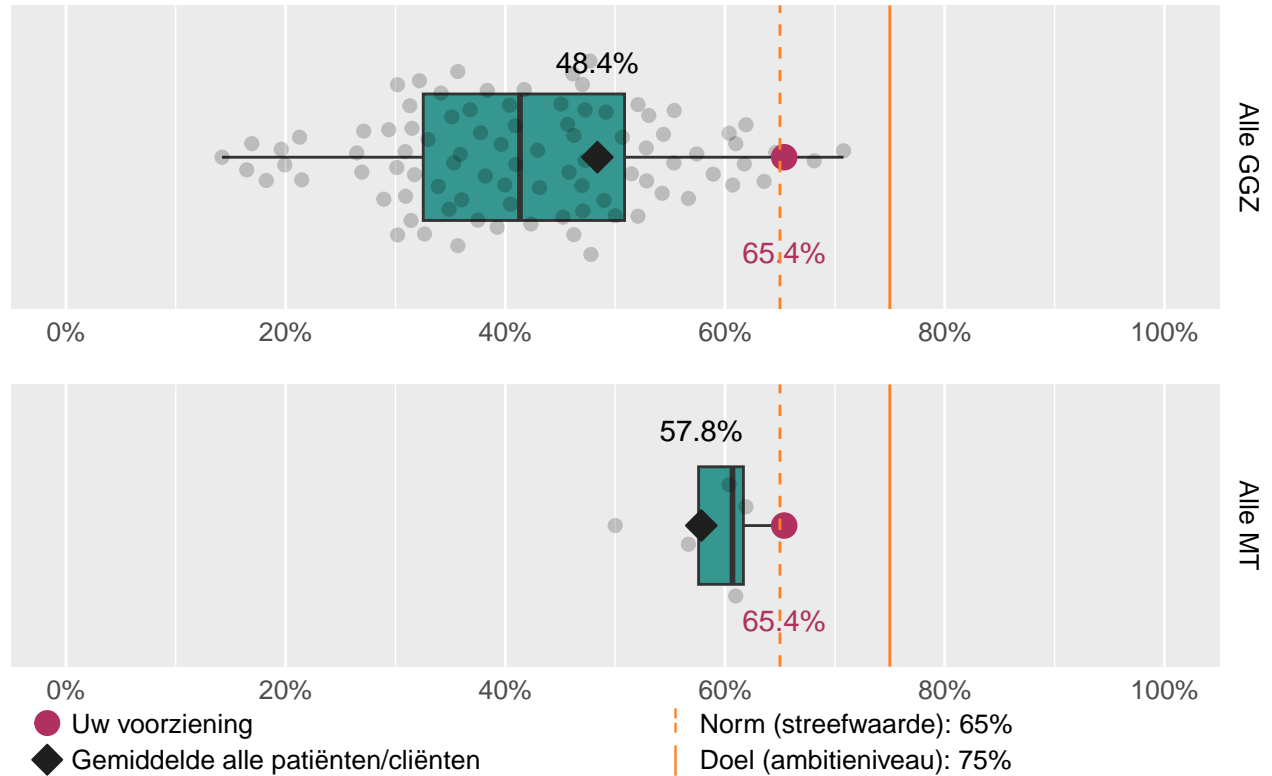 48.4%
65.4%
Alle GGZ
0% 20% 40% 60% 80% 100%
57.8%
65.4%
Alle MT
0% 20% 40% 60% 80% 100%
Uw voorziening
Gemiddelde alle patiënten/cliënten
Norm (streefwaarde): 65%
Doel (ambitieniveau): 75%